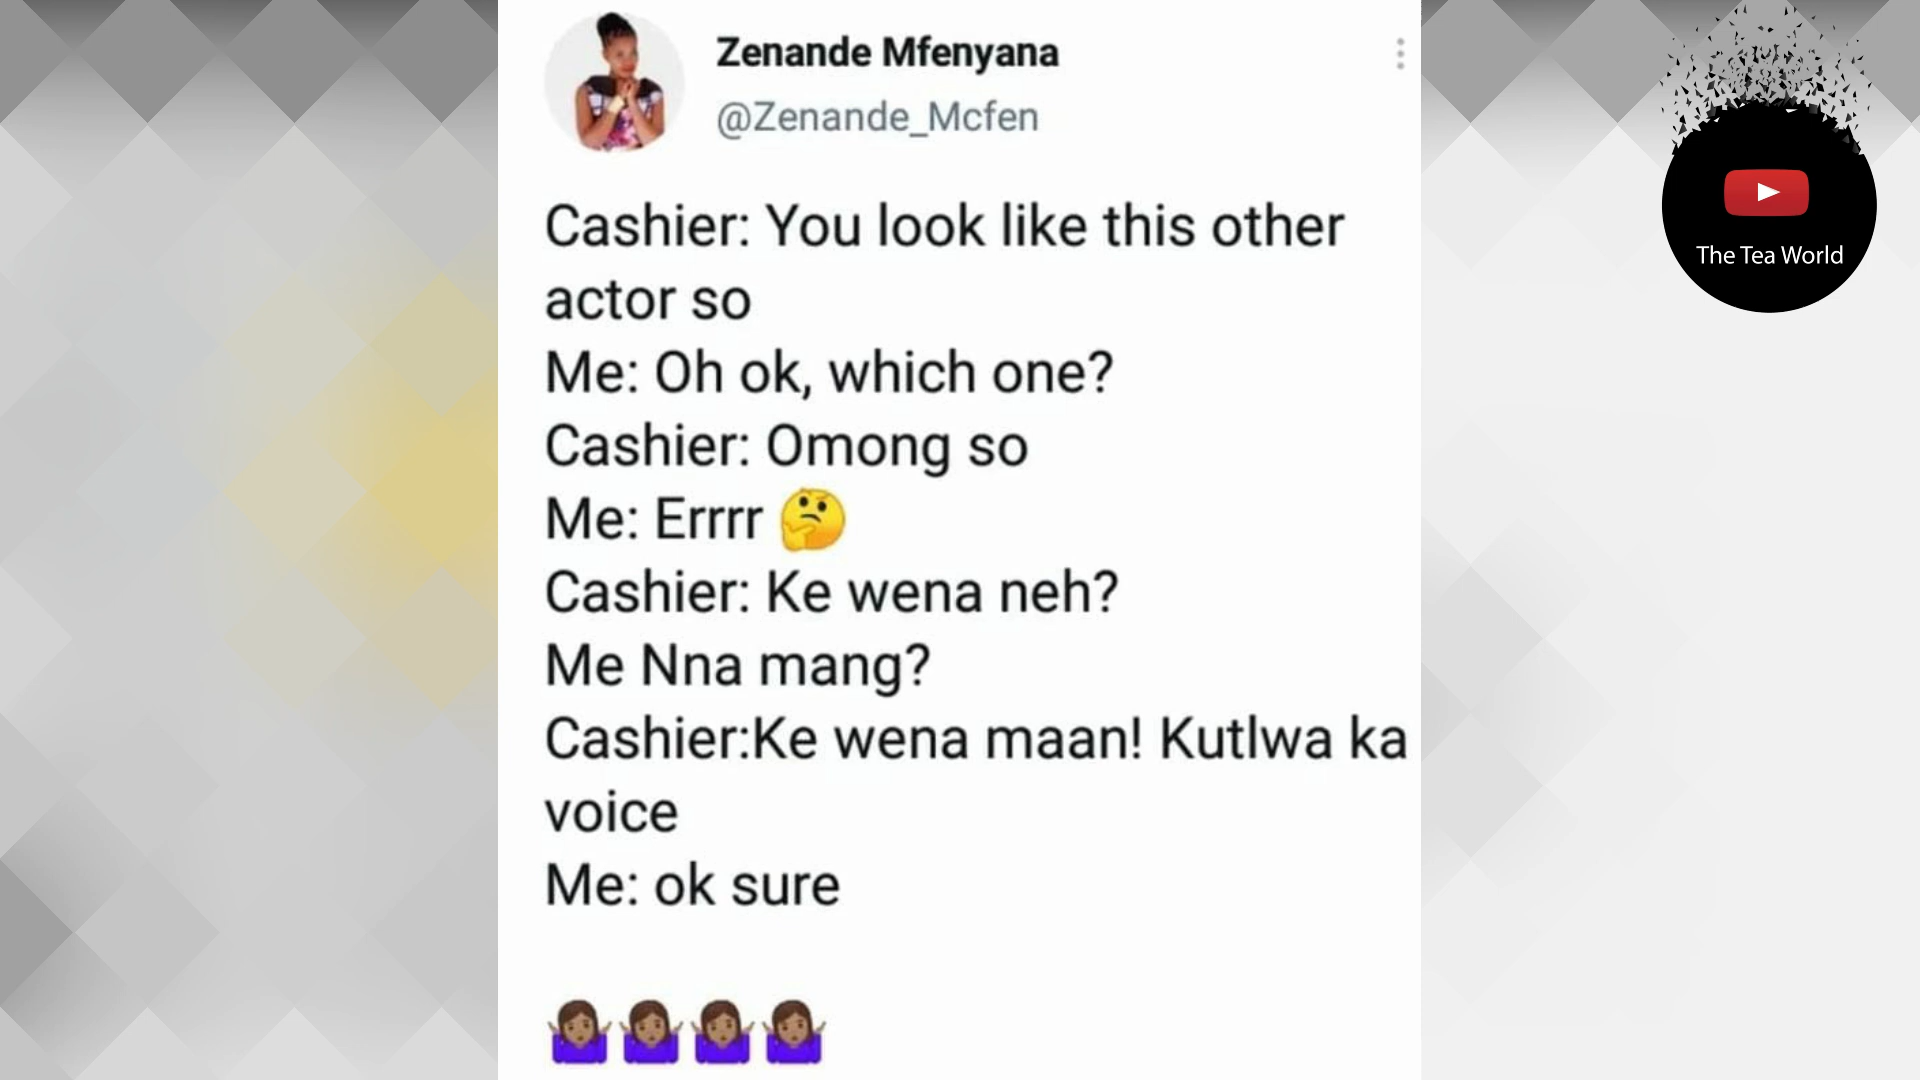 Zenande Mfenyana
@Zenande_Mcfen
Cashier: You look like this other
actor so
Me: Oh ok, which one?
Cashier: Omong so
Me: Errrr 🤔
Cashier: Ke wena neh?
Me Nna mang?
Cashier:Ke wena maan! Kutlwa ka
voice
Me: ok sure
🤷🏾‍♀️🤷🏾‍♀️🤷🏾‍♀️🤷🏾‍♀️
The Tea World